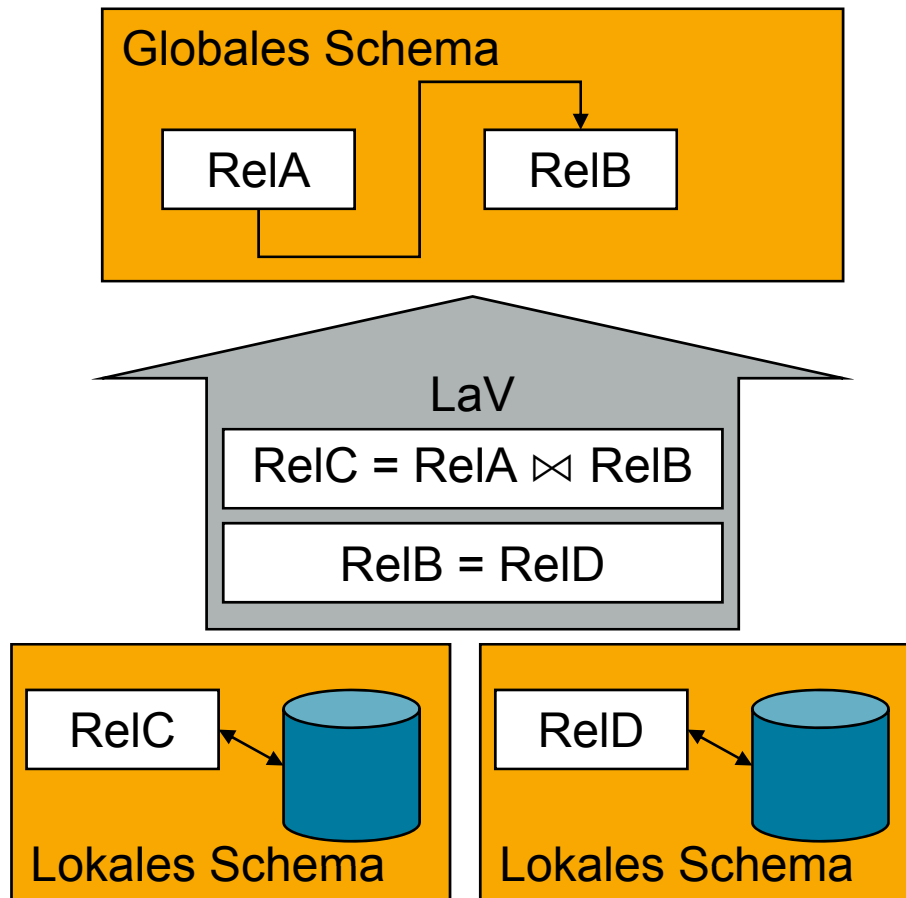 Globales Schema
RelA
RelB
LaV
RelC = RelA ⋈ RelB
RelB = RelD
RelC
Lokales Schema
RelD
Lokales Schema